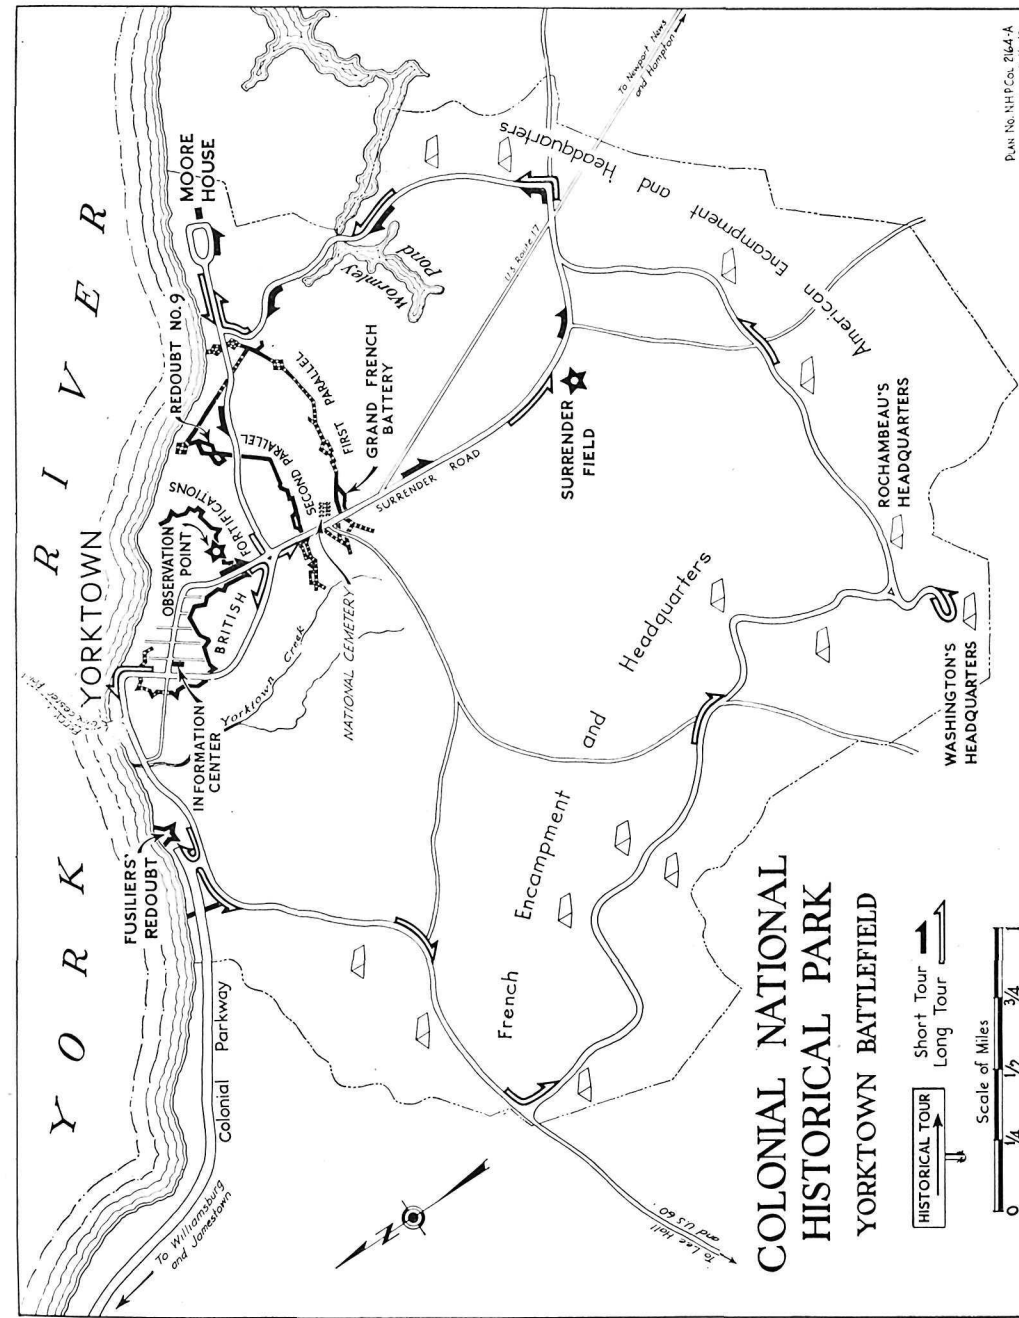 YORK RIVER
YORKTOWN
MOORE
HOUSE
REDOUBT NO. 9
OBSERVATION
POINT
BRITISH FORTIFICATIONS
SECOND PARALLEL
FIRST PARALLEL
GRAND FRENCH
BATTERY
Wormley
Pond
To Newport News
and Hampton
U.S. Route 17
SURRENDER ROAD
SURRENDER
FIELD
NATIONAL CEMETERY
Yorktown Creek
INFORMATION
CENTER
FUSILIERS'
REDOUBT
Colonial Parkway
To Williamsburg
and Jamestown
American Encampment and Headquarters
French Encampment and Headquarters
ROCHAMBEAU'S
HEADQUARTERS
WASHINGTON'S
HEADQUARTERS
To Lee Hall
and US 60
N
COLONIAL NATIONAL
HISTORICAL PARK
YORKTOWN BATTLEFIELD
HISTORICAL TOUR
Short Tour
Long Tour
Scale of Miles
0 1/4 1/2 3/4 1
PLAN NO. N.H.P. COL 2164-A